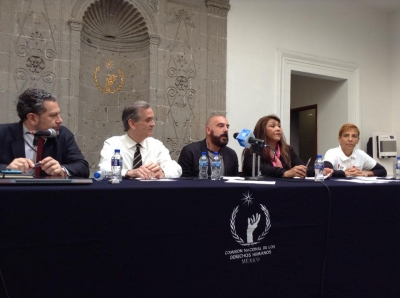 COMISIÓN NACIONAL DE LOS
DERECHOS HUMANOS
MÉXICO